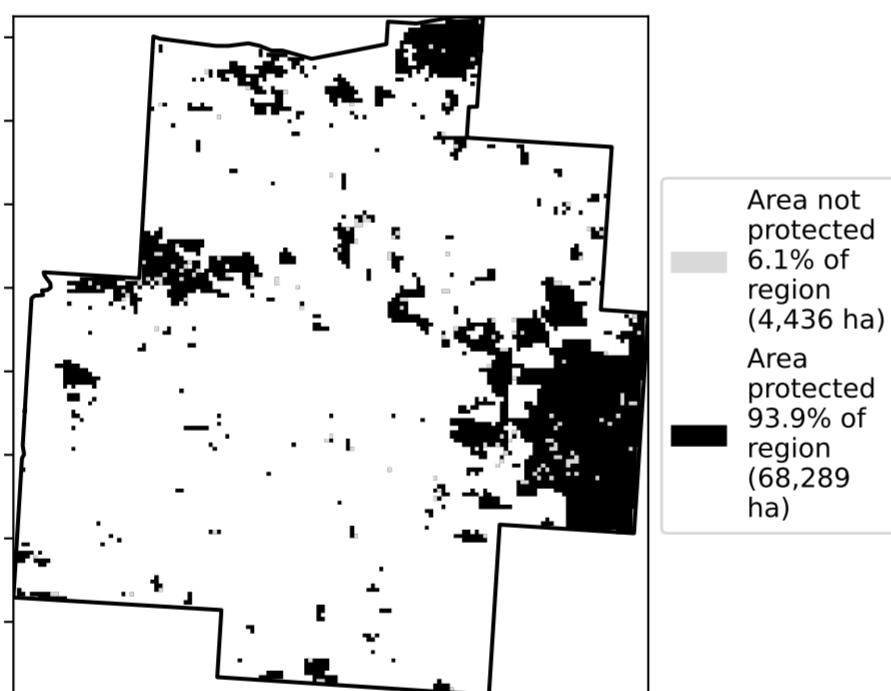 Area not
protected
6.1% of
region
(4,436 ha)
Area
protected
93.9% of
region
(68,289
ha)